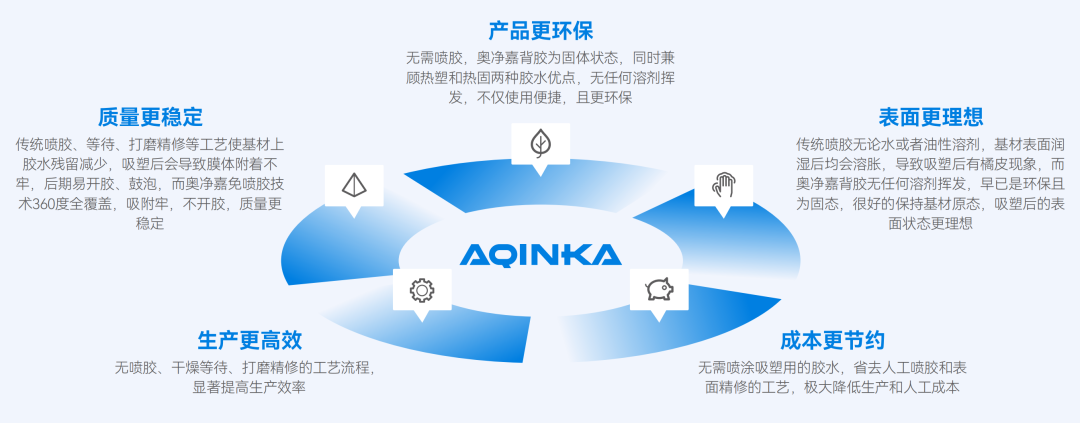 产品更环保
无需喷胶，奥净嘉背胶为固体状态，同时兼
顾热塑和热固两种胶水优点，无任何溶剂挥
发，不仅使用便捷，且更环保
质量更稳定
传统喷胶、等待、打磨精修等工艺使基材上
胶水残留减少，吸塑后会导致膜体附着不
牢，后期易开胶、鼓泡，而奥净嘉免喷胶技
术360度全覆盖，吸附牢，不开胶，质量更
稳定
表面更理想
传统喷胶无论水或者油性溶剂，基材表面润
湿后均会溶胀，导致吸塑后有橘皮现象，而
奥净嘉背胶无任何溶剂挥发，早已是环保且
为固态，很好的保持基材原态，吸塑后的表
面状态更理想
AQINKA
生产更高效
无喷胶、干燥等待、打磨精修的工艺流程，
显著提高生产效率
成本更节约
无需喷涂吸塑用的胶水，省去人工喷胶和表
面精修的工艺，极大降低生产和人工成本